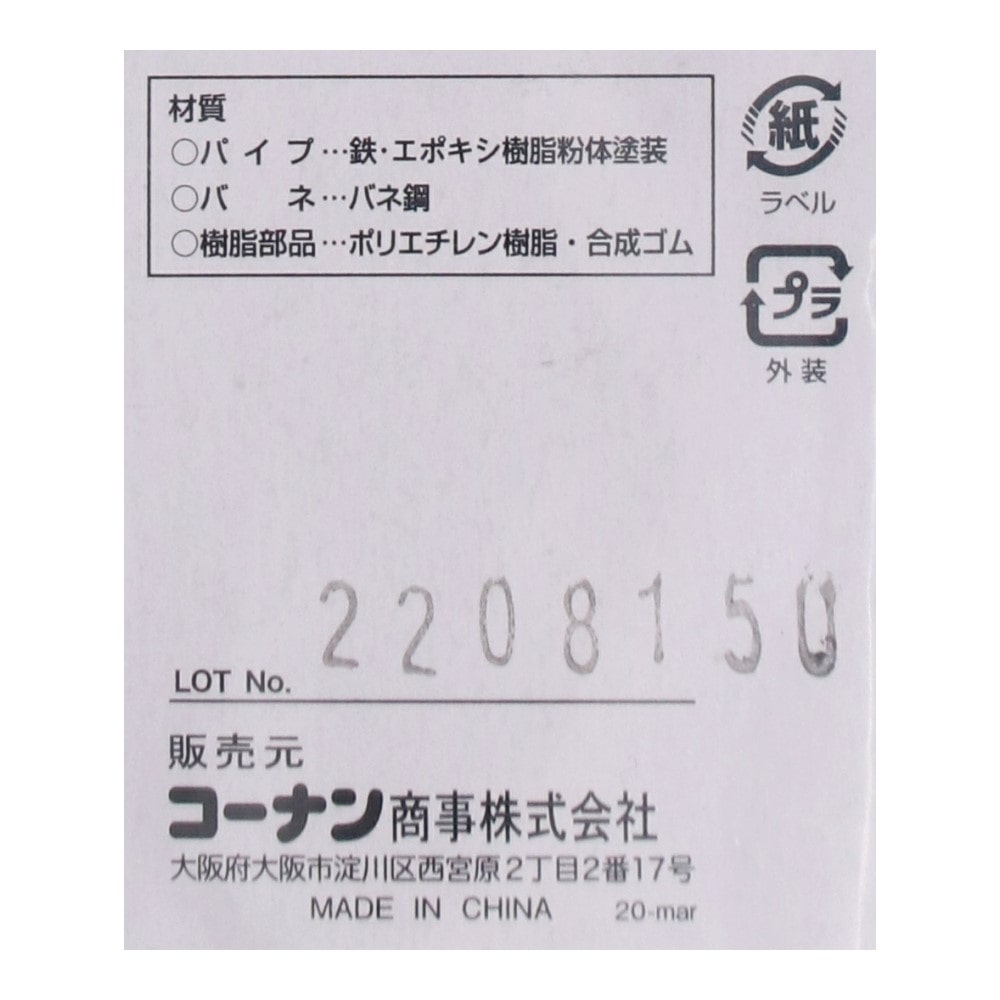 材質
○パイプ…鉄・エポキシ樹脂粉体塗装
○バネ…バネ鋼
○樹脂部品…ポリエチレン樹脂・合成ゴム
紙
ラベル
プラ
外装
LOT No. 2208150
販売元
コーナン商事株式会社
大阪府大阪市淀川区西宮原2丁目2番17号
MADE IN CHINA 20-mar